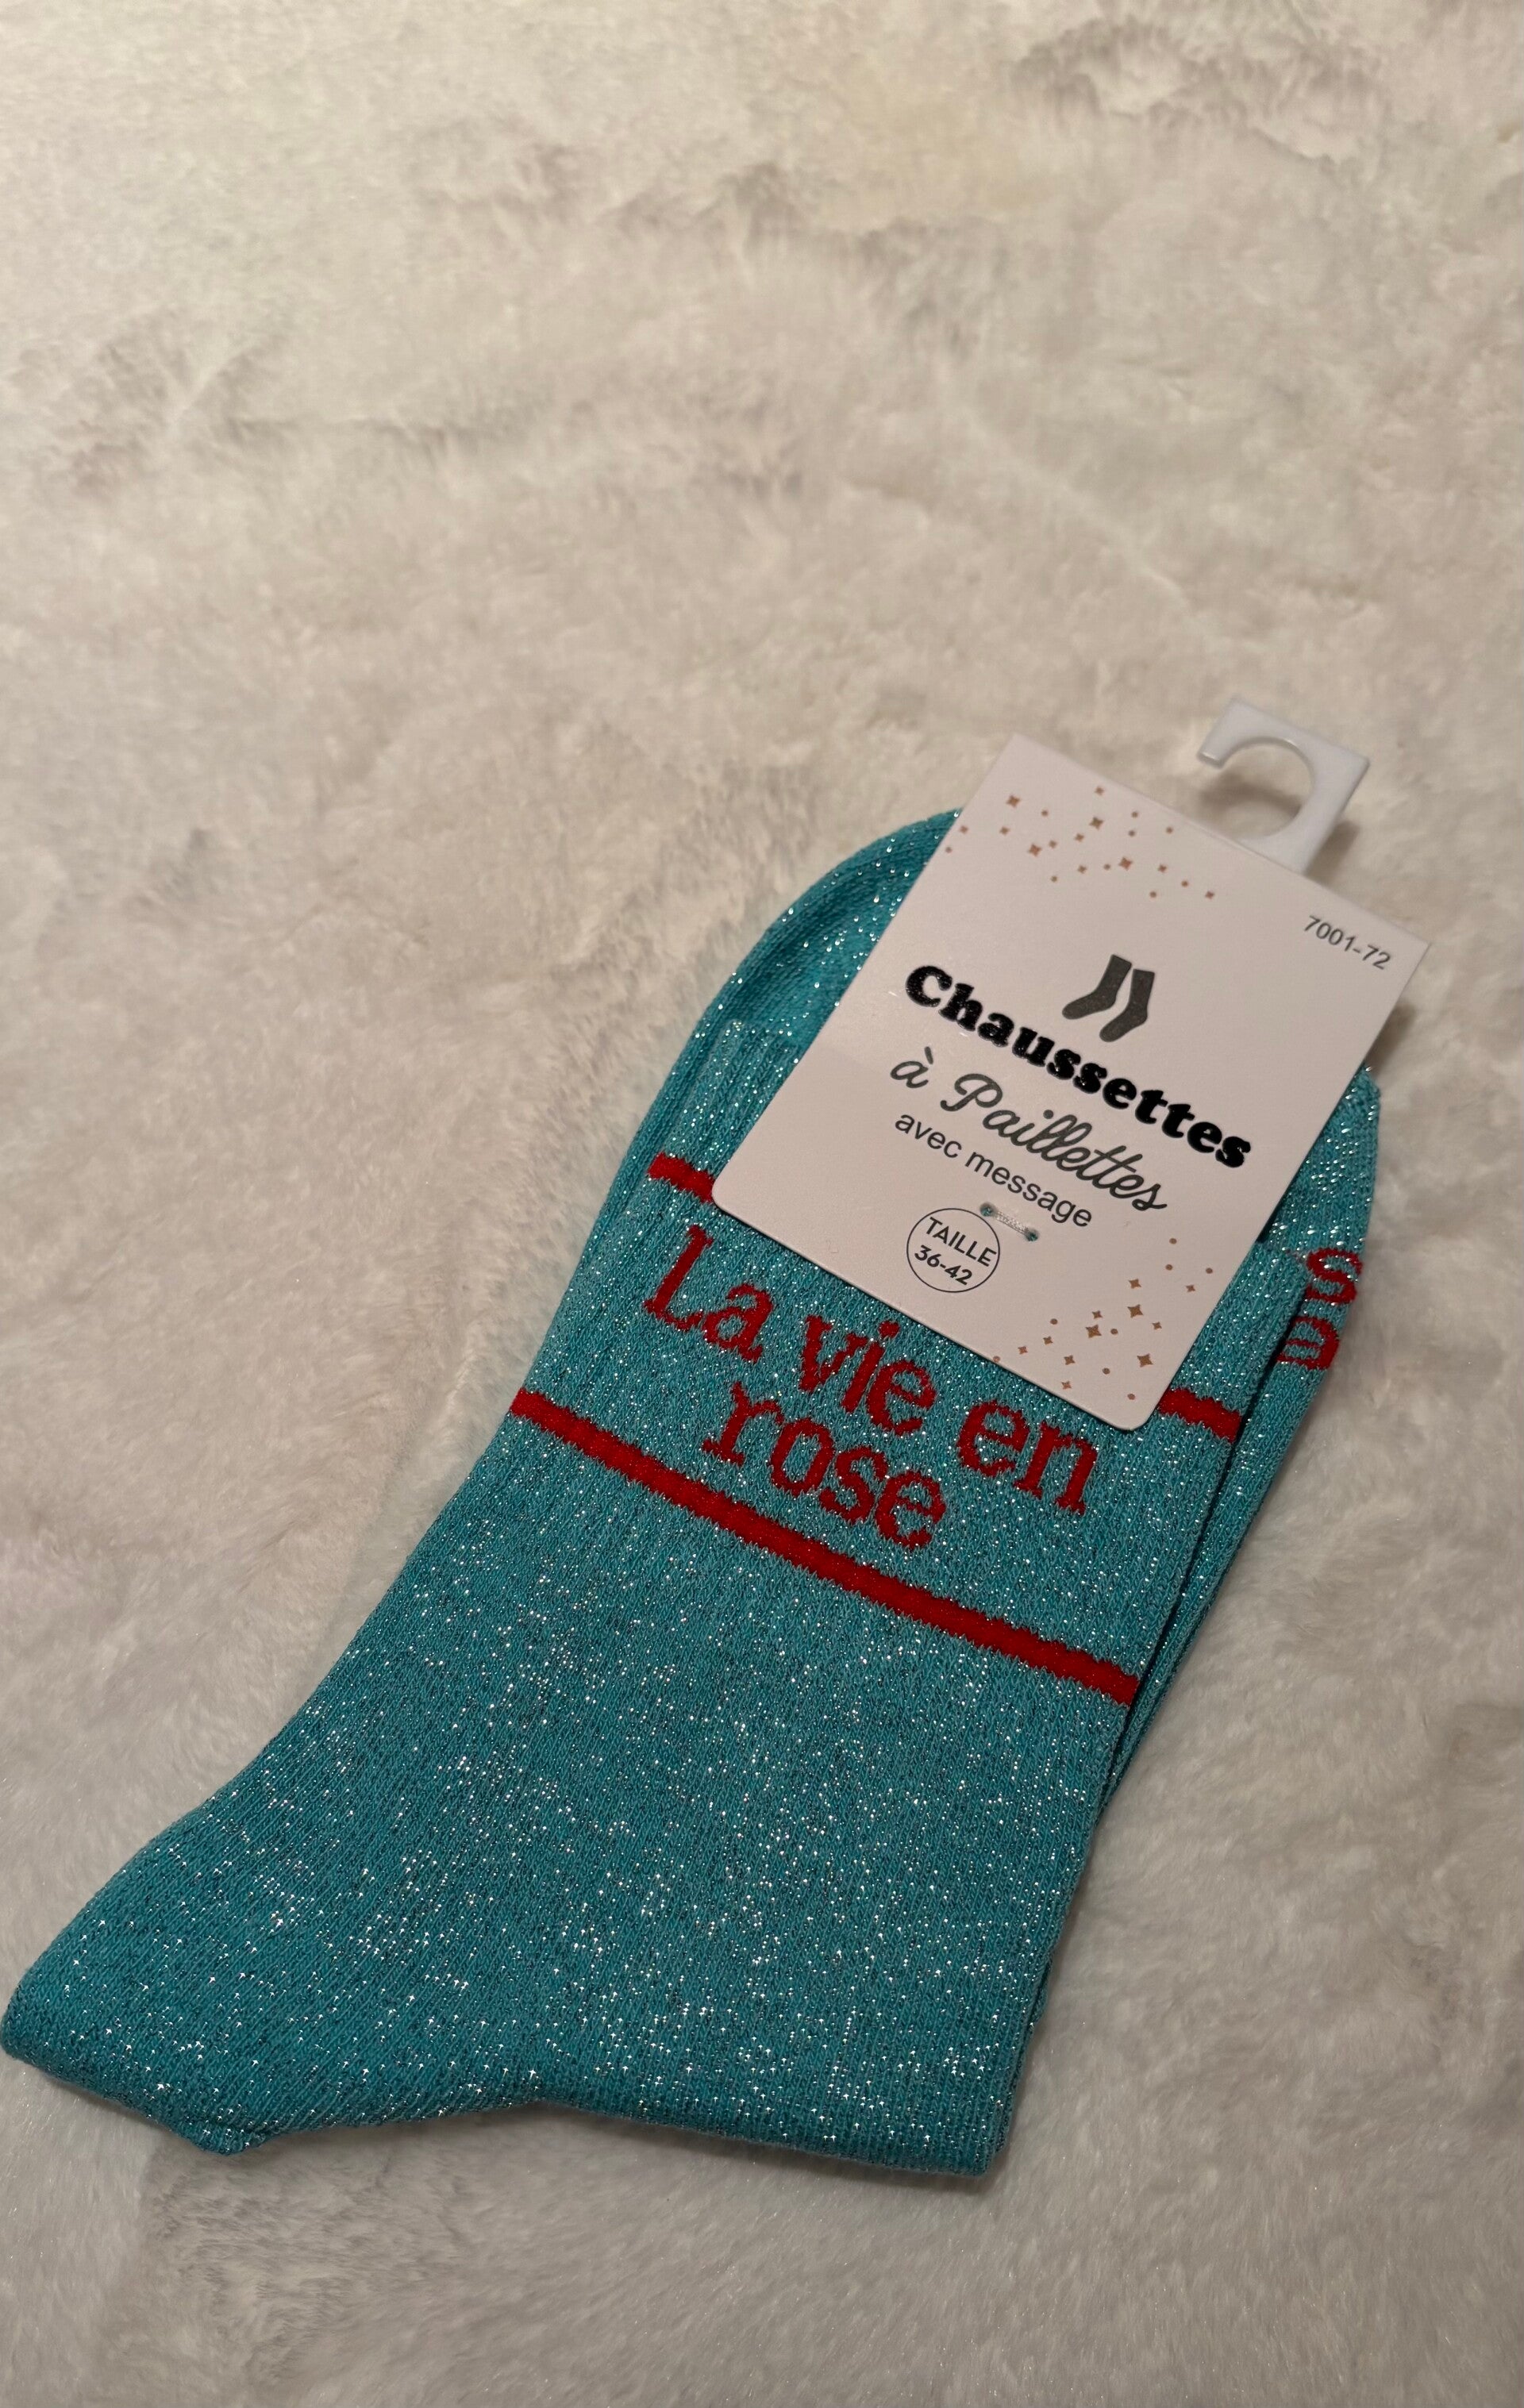 7001-72
Chaussettes
à Paillettes
avec message
TAILLE
36-42
La vie en
rose